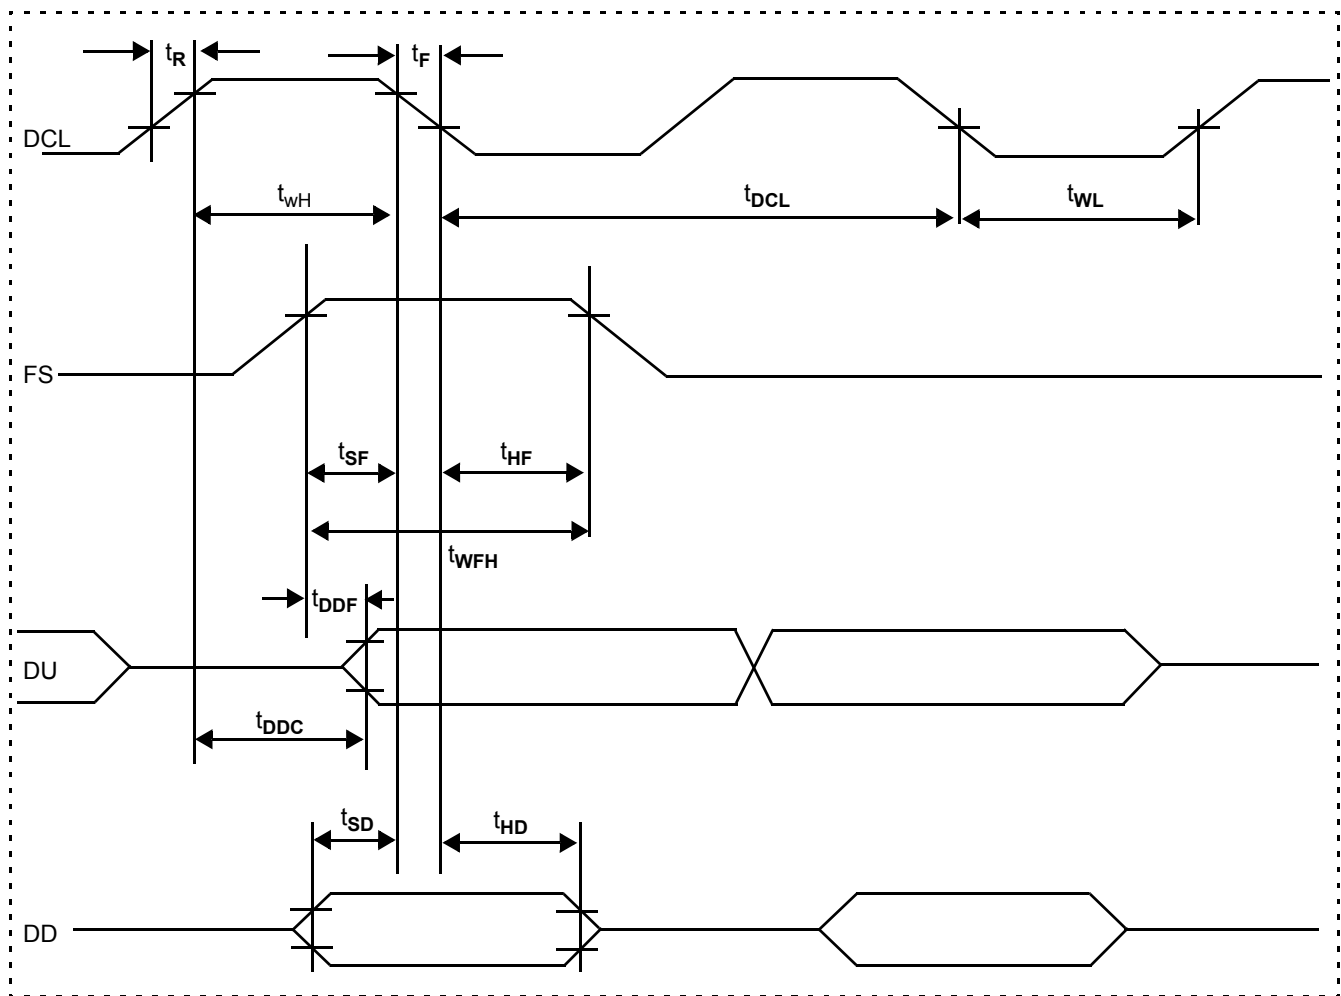 tR
tF
DCL
twH
tDCL
tWL
FS
tSF
tHF
tWFH
tDDF
DU
tDDC
tSD
tHD
DD